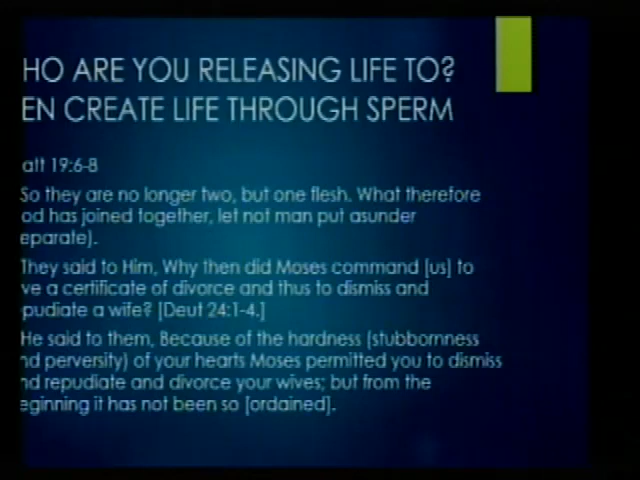 HO ARE YOU RELEASING LIFE TO?
EN CREATE LIFE THROUGH SPERM
att 19:6-8
So they are no longer two, but one flesh. What therefore
od has joined together, let not man put asunder
eparate).
They said to Him, Why then did Moses command [us] to
ve a certificate of divorce and thus to dismiss and
pudiate a wife? [Deut 24:1-4.]
He said to them, Because of the hardness (stubbornness
nd perversity) of your hearts Moses permitted you to dismiss
nd repudiate and divorce your wives; but from the
eginning it has not been so [ordained].